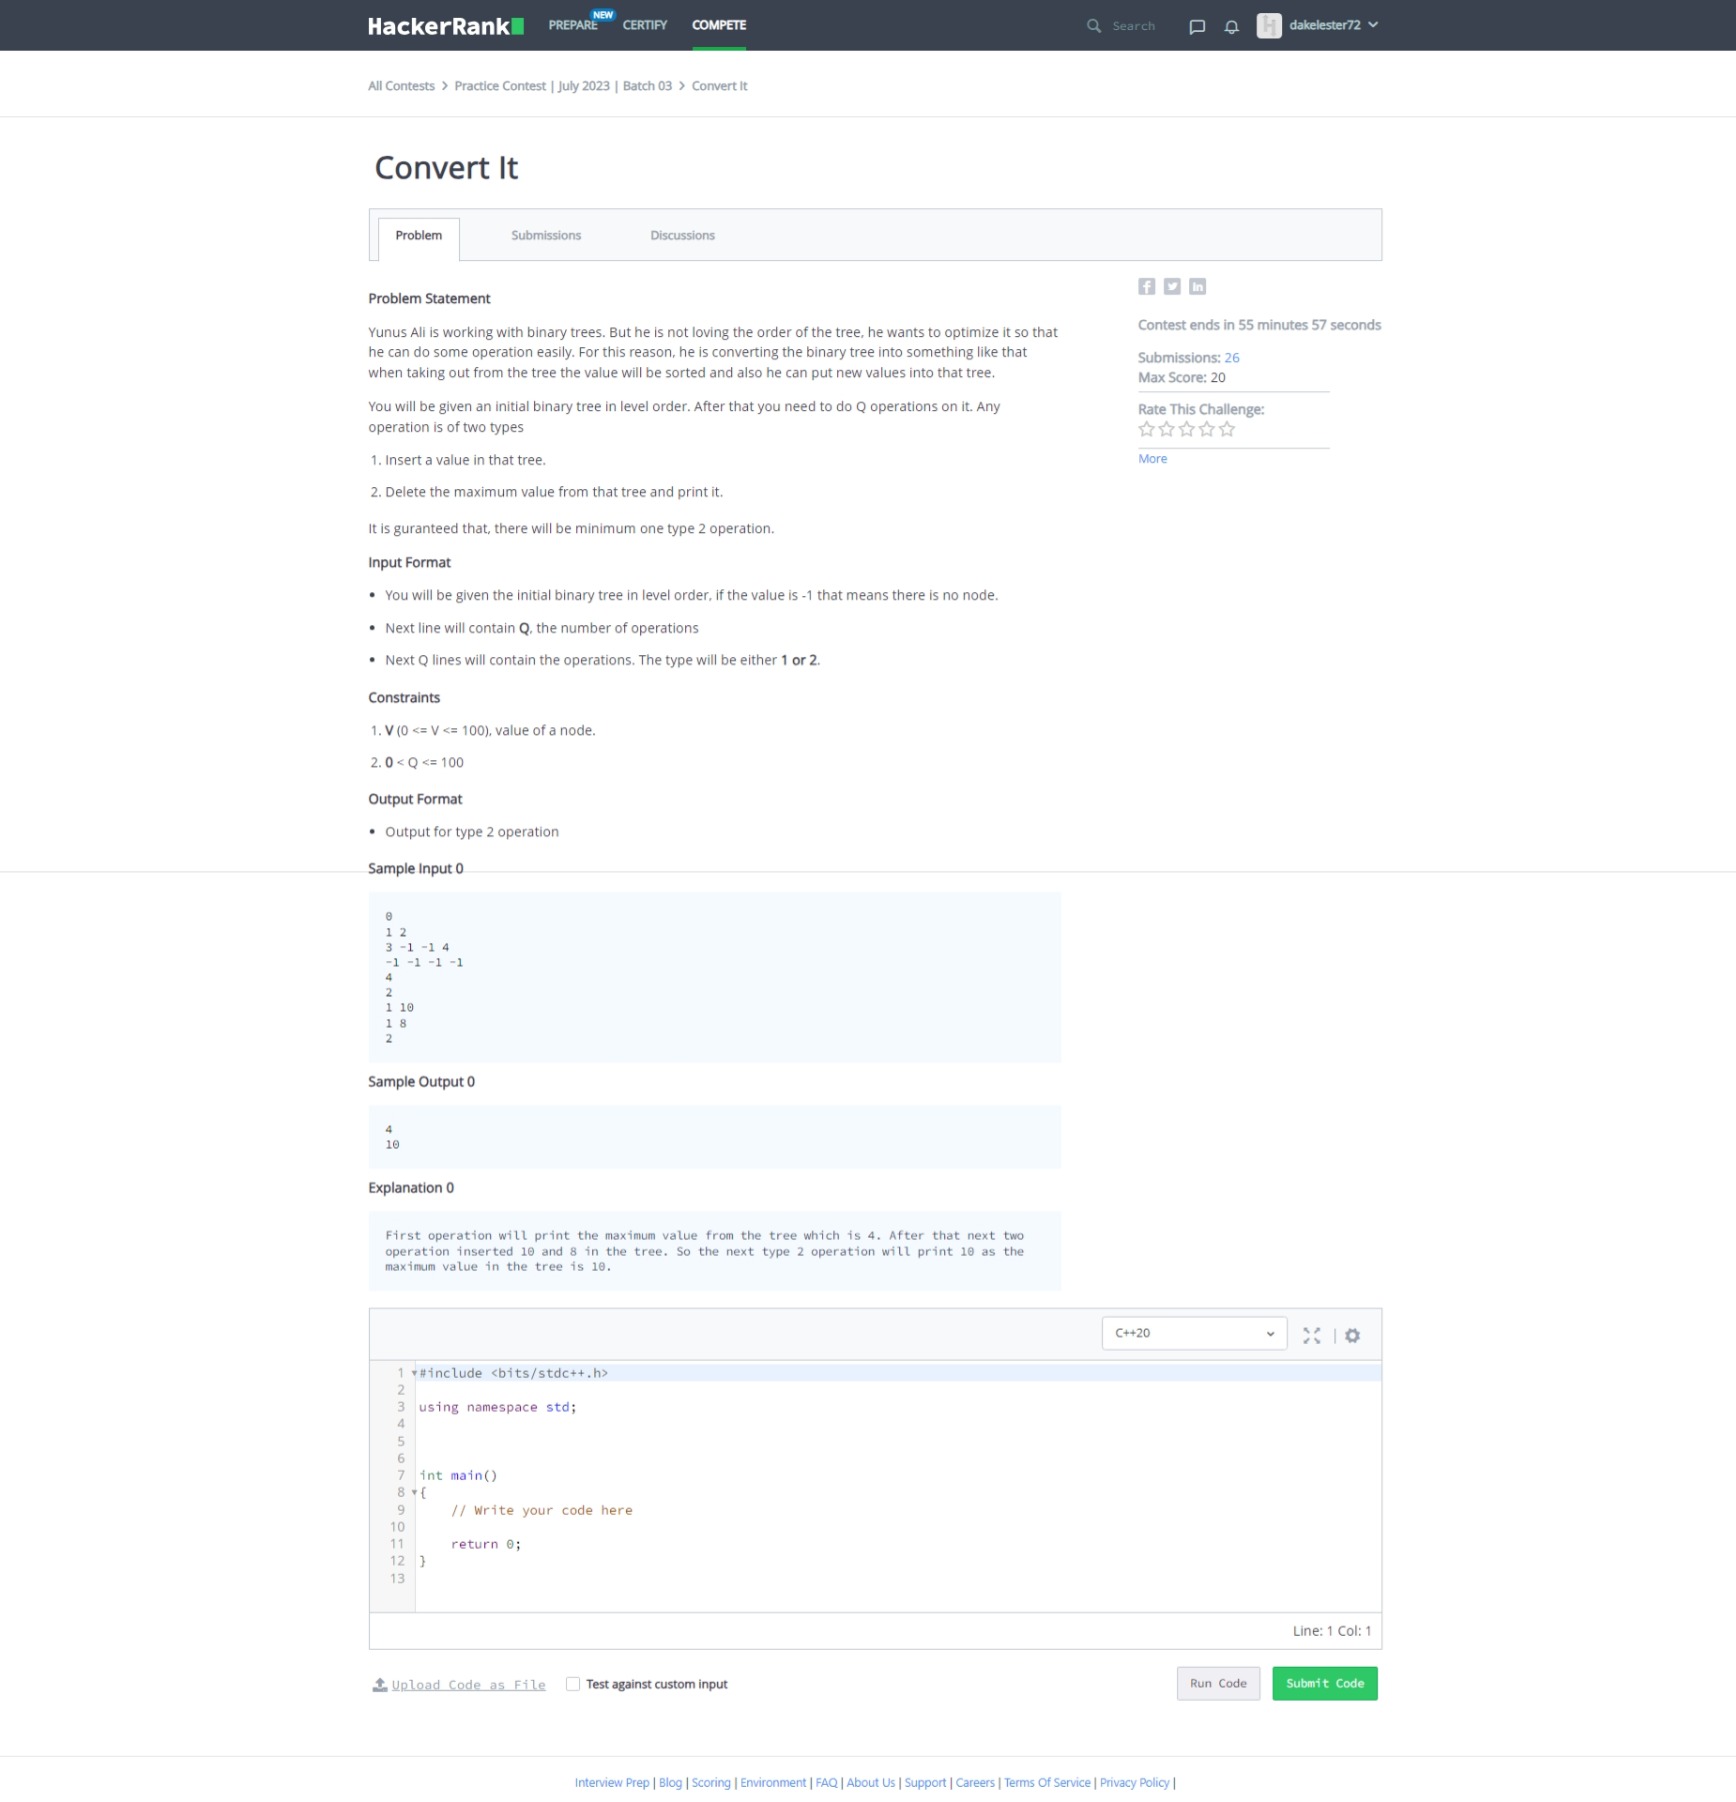 HackerRank
PREPARE NEW CERTIFY COMPETE Search dakelester72
All Contests > Practice Contest | July 2023 | Batch 03 > Convert It
Convert It
Problem Submissions Discussions
Problem Statement
Yunus Ali is working with binary trees. But he is not loving the order of the tree, he wants to optimize it so that
he can do some operation easily. For this reason, he is converting the binary tree into something like that
when taking out from the tree the value will be sorted and also he can put new values into that tree.
You will be given an initial binary tree in level order. After that you need to do Q operations on it. Any
operation is of two types
1. Insert a value in that tree.
2. Delete the maximum value from that tree and print it.
It is guranteed that, there will be minimum one type 2 operation.
Input Format
• You will be given the initial binary tree in level order, if the value is -1 that means there is no node.
• Next line will contain Q, the number of operations
• Next Q lines will contain the operations. The type will be either 1 or 2.
Constraints
1. V (0 <= V <= 100), value of a node.
2. 0 < Q <= 100
Output Format
• Output for type 2 operation
Sample Input 0
0
1 2
3 -1 -1 4
-1 -1 -1 -1
4
2
1 10
1 8
2
Sample Output 0
4
10
Explanation 0
First operation will print the maximum value from the tree which is 4. After that next two
operation inserted 10 and 8 in the tree. So the next type 2 operation will print 10 as the
maximum value in the tree is 10.
Contest ends in 55 minutes 57 seconds
Submissions: 26
Max Score: 20
Rate This Challenge:
More
C++20
1 #include <bits/stdc++.h>
2
3 using namespace std;
4
5
6
7 int main()
8 {
9     // Write your code here
10
11     return 0;
12 }
13
Line: 1 Col: 1
Upload Code as File Test against custom input Run Code Submit Code
Interview Prep | Blog | Scoring | Environment | FAQ | About Us | Support | Careers | Terms Of Service | Privacy Policy |